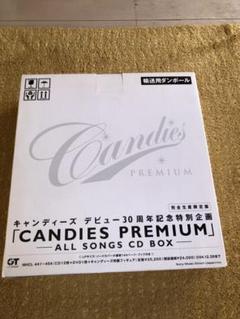 輸送用ダンボール
Candies
PREMIUM
完全生産限定盤
キャンディーズ デビュー30周年記念特別企画
「CANDIES PREMIUM」
ALL SONGS CD BOX
GT